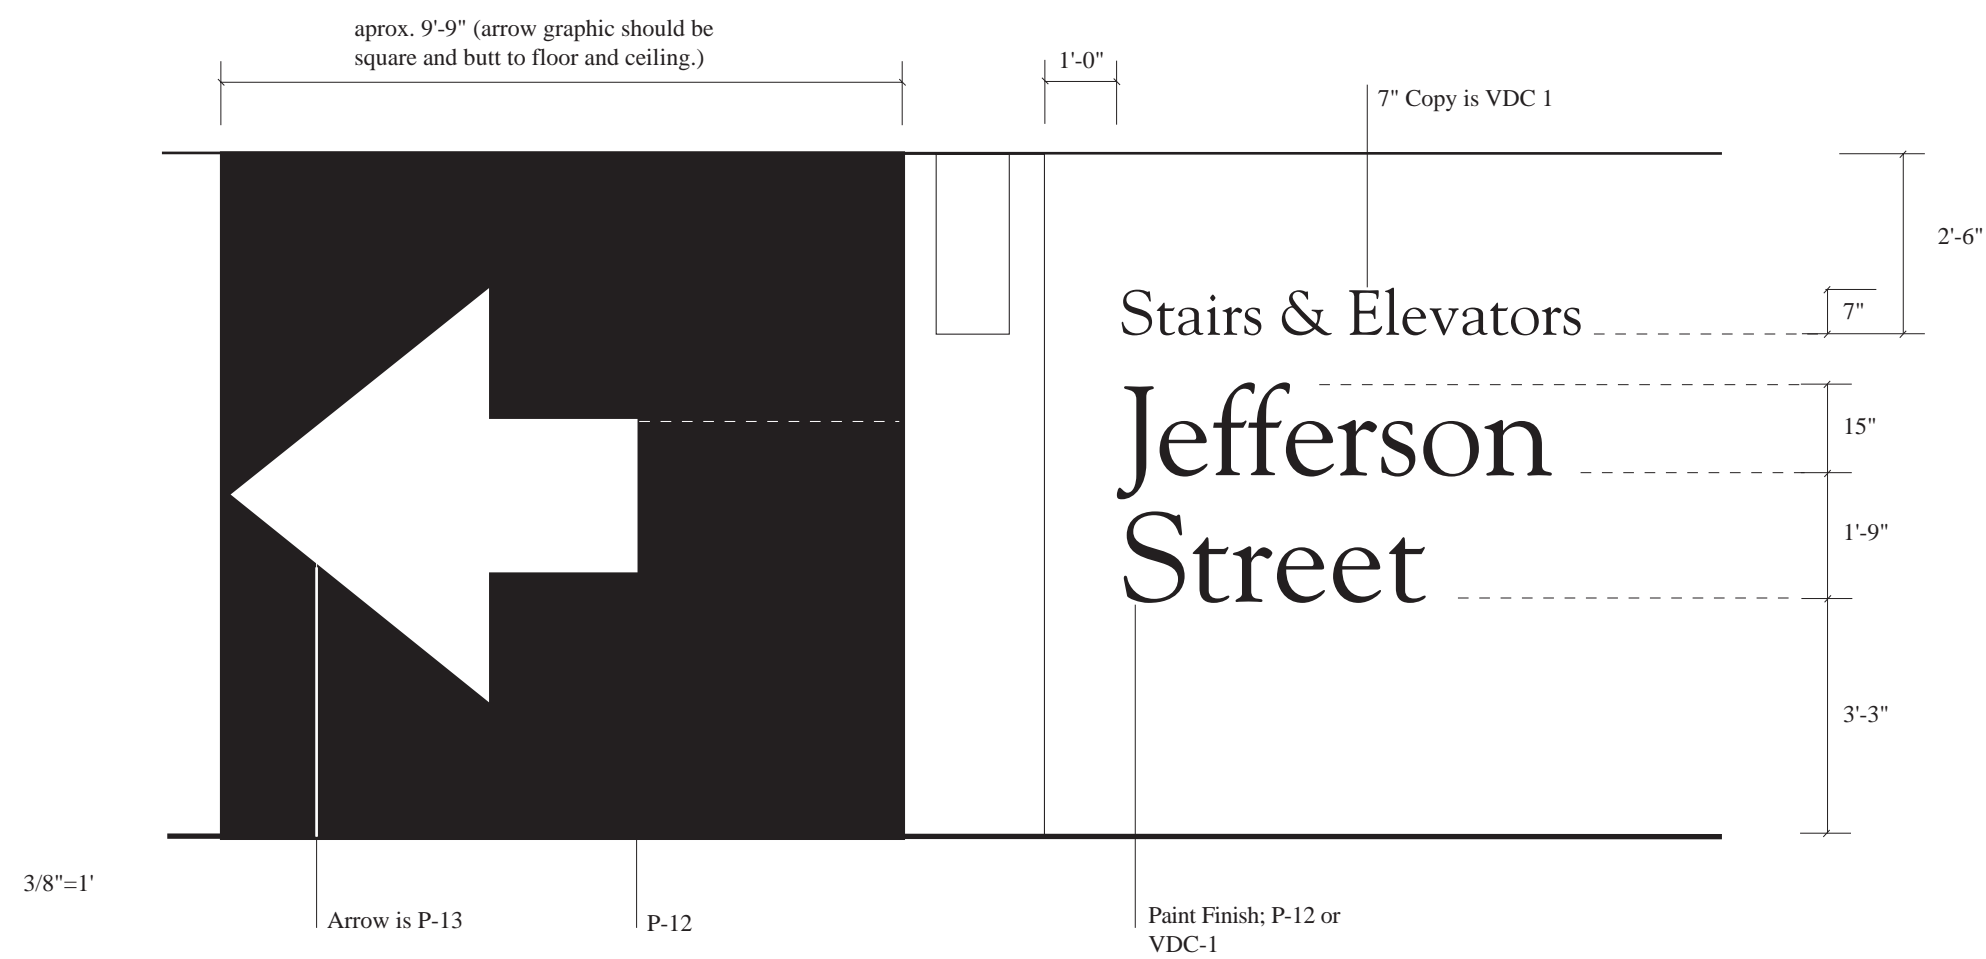 aprox. 9'-9" (arrow graphic should be
square and butt to floor and ceiling.)
1'-0"
7" Copy is VDC 1
2'-6"
Stairs & Elevators
7"
Jefferson
15"
Street
1'-9"
3'-3"
3/8"=1'
Arrow is P-13
P-12
Paint Finish; P-12 or
VDC-1